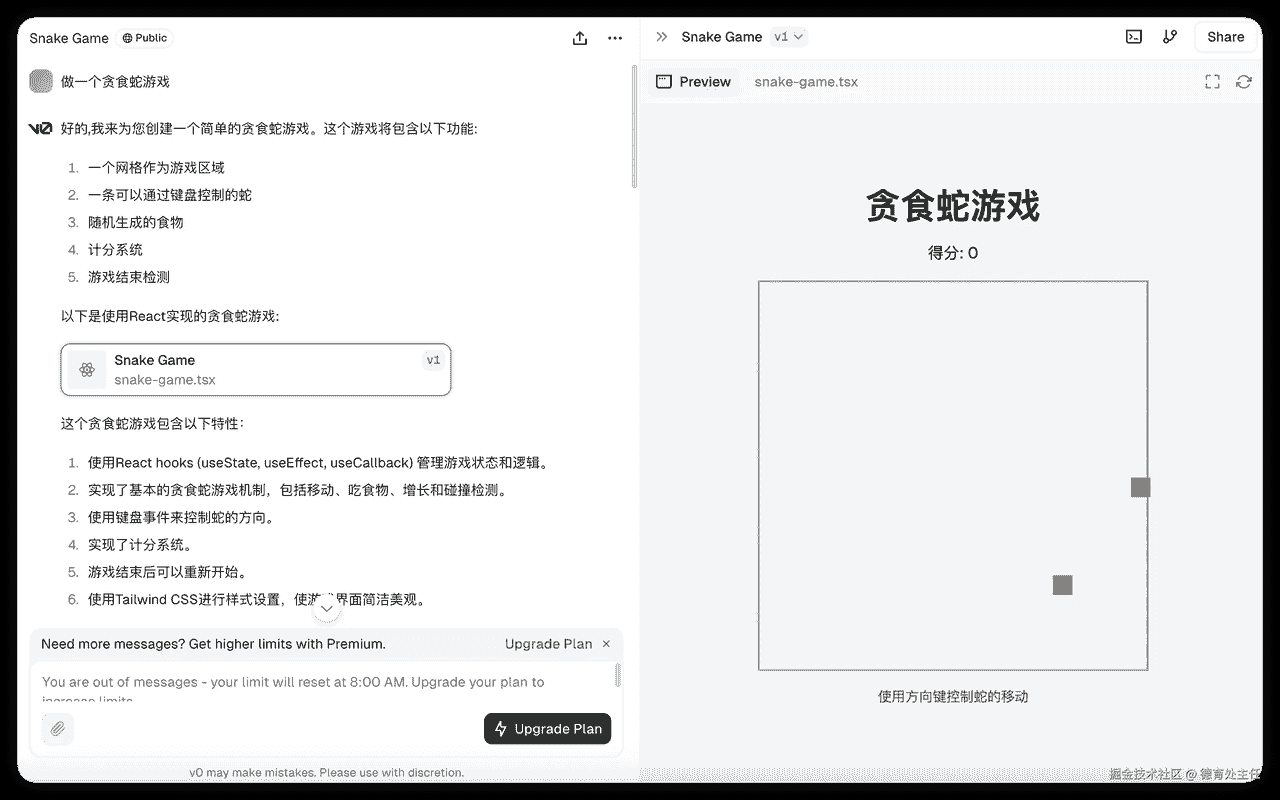 Snake Game Public
做一个贪食蛇游戏
v0 好的,我来为您创建一个简单的贪食蛇游戏。这个游戏将包含以下功能:
1. 一个网格作为游戏区域
2. 一条可以通过键盘控制的蛇
3. 随机生成的食物
4. 计分系统
5. 游戏结束检测
以下是使用React实现的贪食蛇游戏:
Snake Game v1
snake-game.tsx
这个贪食蛇游戏包含以下特性:
1. 使用React hooks (useState, useEffect, useCallback) 管理游戏状态和逻辑。
2. 实现了基本的贪食蛇游戏机制，包括移动、吃食物、增长和碰撞检测。
3. 使用键盘事件来控制蛇的方向。
4. 实现了计分系统。
5. 游戏结束后可以重新开始。
6. 使用Tailwind CSS进行样式设置，使游戏界面简洁美观。
Need more messages? Get higher limits with Premium. Upgrade Plan ×
You are out of messages - your limit will reset at 8:00 AM. Upgrade your plan to
increase limits.
Upgrade Plan
v0 may make mistakes. Please use with discretion.
Snake Game v1 Share
Preview snake-game.tsx
贪食蛇游戏
得分: 0
使用方向键控制蛇的移动
掘金技术社区 @ 德育处主任